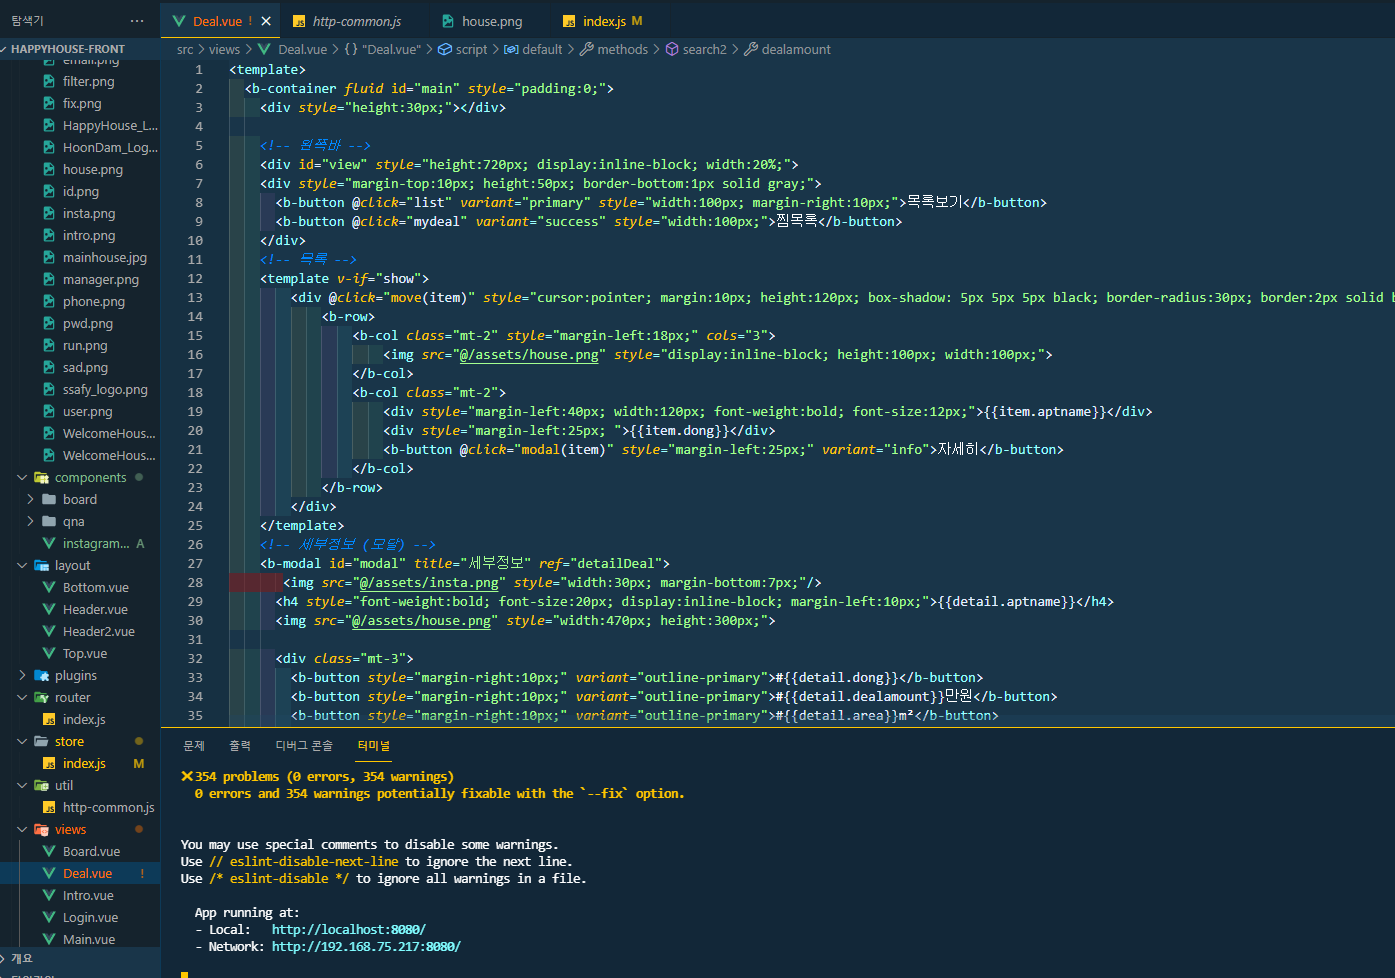 탐색기
···
Deal.vue !
http-common.js
house.png
index.js M
HAPPYHOUSE-FRONT
src > views > Deal.vue > {} "Deal.vue" > script > default > methods > search2 > dealamount
email.png
filter.png
fix.png
HappyHouse_L...
HoonDam_Log...
house.png
id.png
insta.png
intro.png
mainhouse.jpg
manager.png
phone.png
pwd.png
run.png
sad.png
ssafy_logo.png
user.png
WelcomeHous...
WelcomeHous...
components
board
qna
instagram... A
layout
Bottom.vue
Header.vue
Header2.vue
Top.vue
plugins
router
index.js
store
index.js M
util
http-common.js
views
Board.vue
Deal.vue !
Intro.vue
Login.vue
Main.vue
개요
1 <template>
2 <b-container fluid id="main" style="padding:0;">
3 <div style="height:30px;"></div>
4
5 <!-- 왼쪽바 -->
6 <div id="view" style="height:720px; display:inline-block; width:20%;">
7 <div style="margin-top:10px; height:50px; border-bottom:1px solid gray;">
8 <b-button @click="list" variant="primary" style="width:100px; margin-right:10px;">목록보기</b-button>
9 <b-button @click="mydeal" variant="success" style="width:100px;">찜목록</b-button>
10 </div>
11 <!-- 목록 -->
12 <template v-if="show">
13 <div @click="move(item)" style="cursor:pointer; margin:10px; height:120px; box-shadow: 5px 5px 5px black; border-radius:30px; border:2px solid b
14 <b-row>
15 <b-col class="mt-2" style="margin-left:18px;" cols="3">
16 <img src="@/assets/house.png" style="display:inline-block; height:100px; width:100px;">
17 </b-col>
18 <b-col class="mt-2">
19 <div style="margin-left:40px; width:120px; font-weight:bold; font-size:12px;">{{item.aptname}}</div>
20 <div style="margin-left:25px; ">{{item.dong}}</div>
21 <b-button @click="modal(item)" style="margin-left:25px;" variant="info">자세히</b-button>
22 </b-col>
23 </b-row>
24 </div>
25 </template>
26 <!-- 세부정보 (모달) -->
27 <b-modal id="modal" title="세부정보" ref="detailDeal">
28 <img src="@/assets/insta.png" style="width:30px; margin-bottom:7px;"/>
29 <h4 style="font-weight:bold; font-size:20px; display:inline-block; margin-left:10px;">{{detail.aptname}}</h4>
30 <img src="@/assets/house.png" style="width:470px; height:300px;">
31
32 <div class="mt-3">
33 <b-button style="margin-right:10px;" variant="outline-primary">#{{detail.dong}}</b-button>
34 <b-button style="margin-right:10px;" variant="outline-primary">#{{detail.dealamount}}만원</b-button>
35 <b-button style="margin-right:10px;" variant="outline-primary">#{{detail.area}}m²</b-button>
문제 출력 디버그 콘솔 터미널
✕ 354 problems (0 errors, 354 warnings)
0 errors and 354 warnings potentially fixable with the `--fix` option.
You may use special comments to disable some warnings.
Use // eslint-disable-next-line to ignore the next line.
Use /* eslint-disable */ to ignore all warnings in a file.
App running at:
- Local: http://localhost:8080/
- Network: http://192.168.75.217:8080/